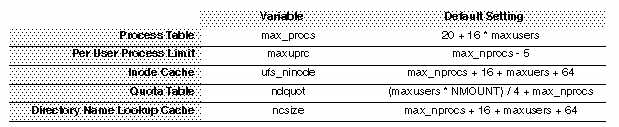 Variable Default Setting
Process Table max_procs 20 + 16 * maxusers
Per User Process Limit maxuprc max_nprocs - 5
Inode Cache ufs_ninode max_nprocs + 16 + maxuers + 64
Quota Table ndquot (maxusers * NMOUNT) / 4 + max_nprocs
Directory Name Lookup Cache ncsize max_nprocs + 16 + maxusers + 64